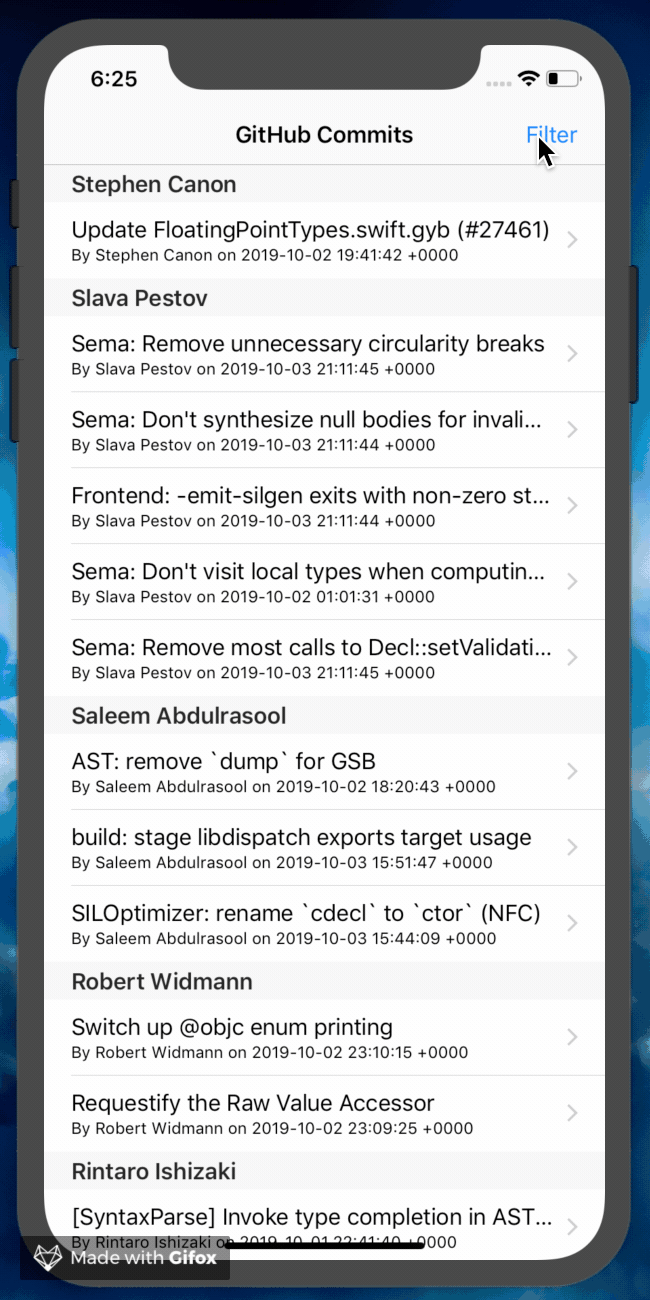 6:25
GitHub Commits
Filter
Stephen Canon
Update FloatingPointTypes.swift.gyb (#27461)
By Stephen Canon on 2019-10-02 19:41:42 +0000
Slava Pestov
Sema: Remove unnecessary circularity breaks
By Slava Pestov on 2019-10-03 21:11:45 +0000
Sema: Don't synthesize null bodies for invali...
By Slava Pestov on 2019-10-03 21:11:44 +0000
Frontend: -emit-silgen exits with non-zero st...
By Slava Pestov on 2019-10-03 21:11:44 +0000
Sema: Don't visit local types when computin...
By Slava Pestov on 2019-10-02 01:01:31 +0000
Sema: Remove most calls to Decl::setValidati...
By Slava Pestov on 2019-10-03 21:11:45 +0000
Saleem Abdulrasool
AST: remove `dump` for GSB
By Saleem Abdulrasool on 2019-10-02 18:20:43 +0000
build: stage libdispatch exports target usage
By Saleem Abdulrasool on 2019-10-03 15:51:47 +0000
SILOptimizer: rename `cdecl` to `ctor` (NFC)
By Saleem Abdulrasool on 2019-10-03 15:44:09 +0000
Robert Widmann
Switch up @objc enum printing
By Robert Widmann on 2019-10-02 23:10:15 +0000
Requestify the Raw Value Accessor
By Robert Widmann on 2019-10-02 23:09:25 +0000
Rintaro Ishizaki
[SyntaxParse] Invoke type completion in AST...
By Rintaro Ishizaki on 2019-10-01 22:41:40 +0000
Made with Gifox